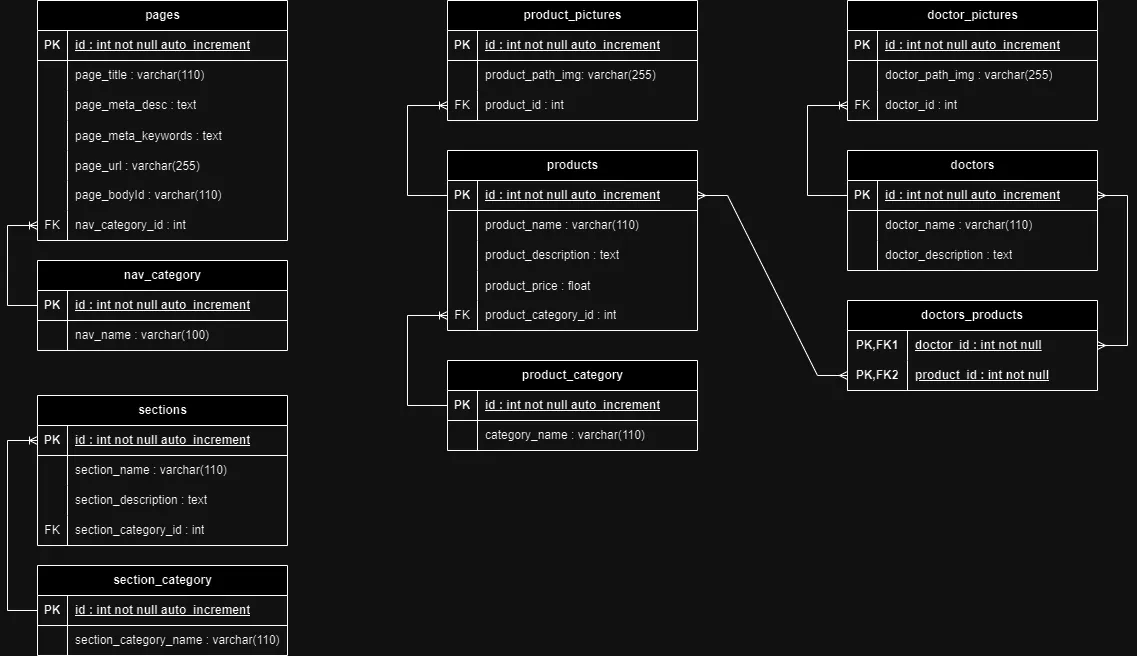 pages
PK id : int not null auto_increment
page_title : varchar(110)
page_meta_desc : text
page_meta_keywords : text
page_url : varchar(255)
page_bodyId : varchar(110)
FK nav_category_id : int
nav_category
PK id : int not null auto_increment
nav_name : varchar(100)
sections
PK id : int not null auto_increment
section_name : varchar(110)
section_description : text
FK section_category_id : int
section_category
PK id : int not null auto_increment
section_category_name : varchar(110)
product_pictures
PK id : int not null auto_increment
product_path_img: varchar(255)
FK product_id : int
products
PK id : int not null auto_increment
product_name : varchar(110)
product_description : text
product_price : float
FK product_category_id : int
product_category
PK id : int not null auto_increment
category_name : varchar(110)
doctor_pictures
PK id : int not null auto_increment
doctor_path_img : varchar(255)
FK doctor_id : int
doctors
PK id : int not null auto_increment
doctor_name : varchar(110)
doctor_description : text
doctors_products
PK,FK1 doctor_id : int not null
PK,FK2 product_id : int not null